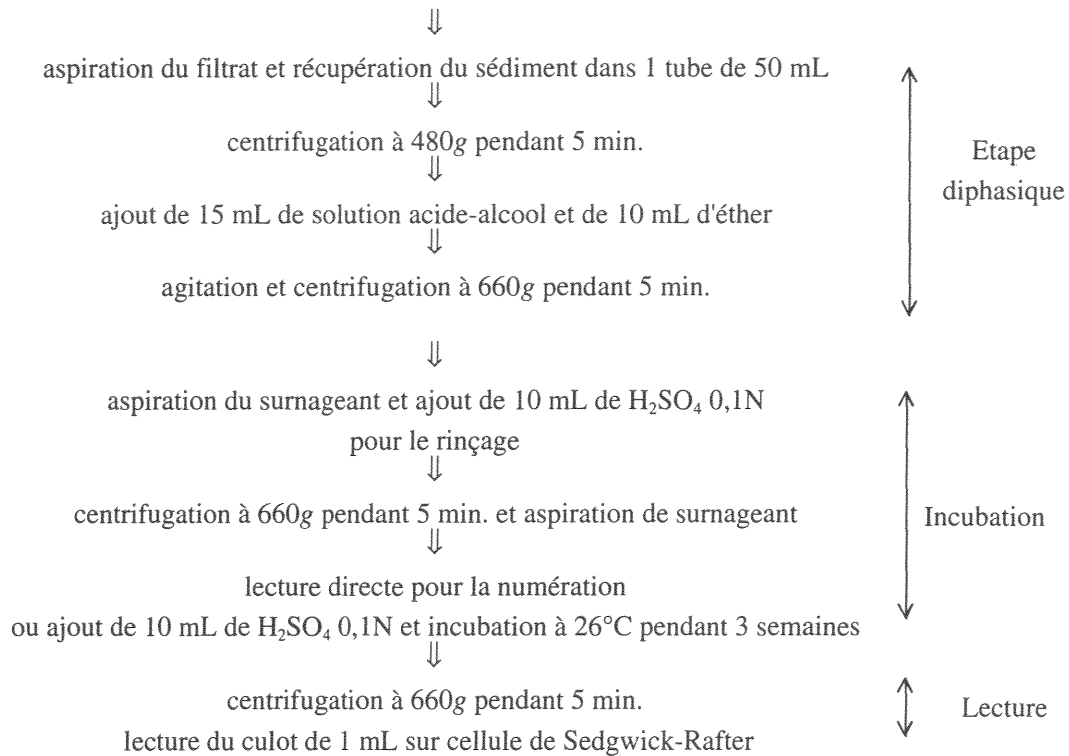 ⇓
aspiration du filtrat et récupération du sédiment dans 1 tube de 50 mL
⇓
centrifugation à 480g pendant 5 min.
⇓
Etape
diphasique
ajout de 15 mL de solution acide-alcool et de 10 mL d'éther
⇓
agitation et centrifugation à 660g pendant 5 min.
⇓
aspiration du surnageant et ajout de 10 mL de H₂SO₄ 0,1N
pour le rinçage
⇓
centrifugation à 660g pendant 5 min. et aspiration de surnageant
Incubation
⇓
lecture directe pour la numération
ou ajout de 10 mL de H₂SO₄ 0,1N et incubation à 26°C pendant 3 semaines
⇓
centrifugation à 660g pendant 5 min.
Lecture
lecture du culot de 1 mL sur cellule de Sedgwick-Rafter